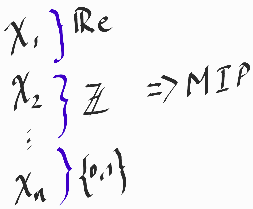 x₁ } ℝe
x₂ } ℤ ⇒ MIP
⋮
xₙ } {0,1}